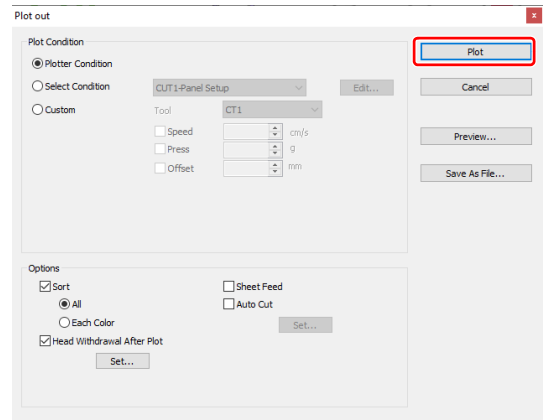 Plot out
x
Plot Condition
Plotter Condition
Select Condition CUT1-Panel Setup Edit...
Custom Tool CT1
Speed cm/s
Press g
Offset mm
Plot
Cancel
Preview...
Save As File...
Options
Sort
All
Each Color
Head Withdrawal After Plot
Set...
Sheet Feed
Auto Cut
Set...